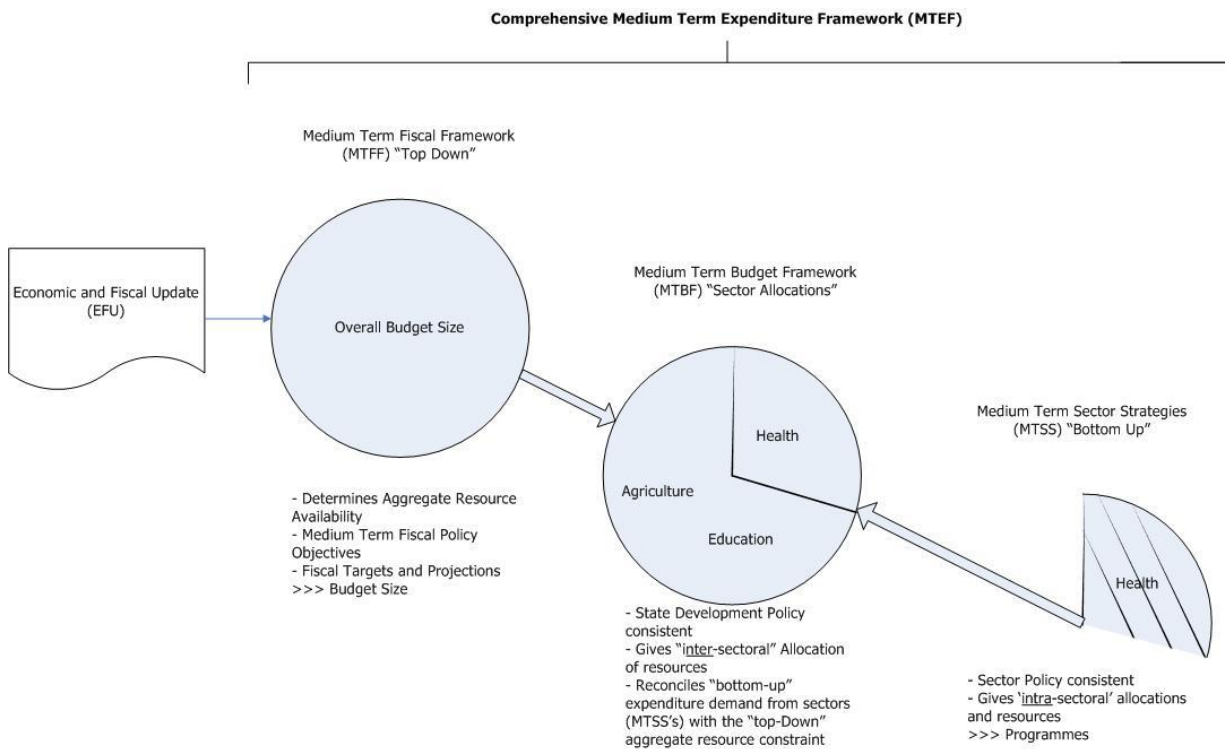 Comprehensive Medium Term Expenditure Framework (MTEF)
Medium Term Fiscal Framework
(MTFF) “Top Down”
Economic and Fiscal Update
(EFU)
Overall Budget Size
- Determines Aggregate Resource
Availability
- Medium Term Fiscal Policy
Objectives
- Fiscal Targets and Projections
>>> Budget Size
Medium Term Budget Framework
(MTBF) “Sector Allocations”
Health
Agriculture
Education
- State Development Policy
consistent
- Gives “inter-sectoral” Allocation
of resources
- Reconciles “bottom-up”
expenditure demand from sectors
(MTSS’s) with the “top-Down”
aggregate resource constraint
Medium Term Sector Strategies
(MTSS) “Bottom Up”
Health
- Sector Policy consistent
- Gives ‘intra-sectoral’ allocations
and resources
>>> Programmes